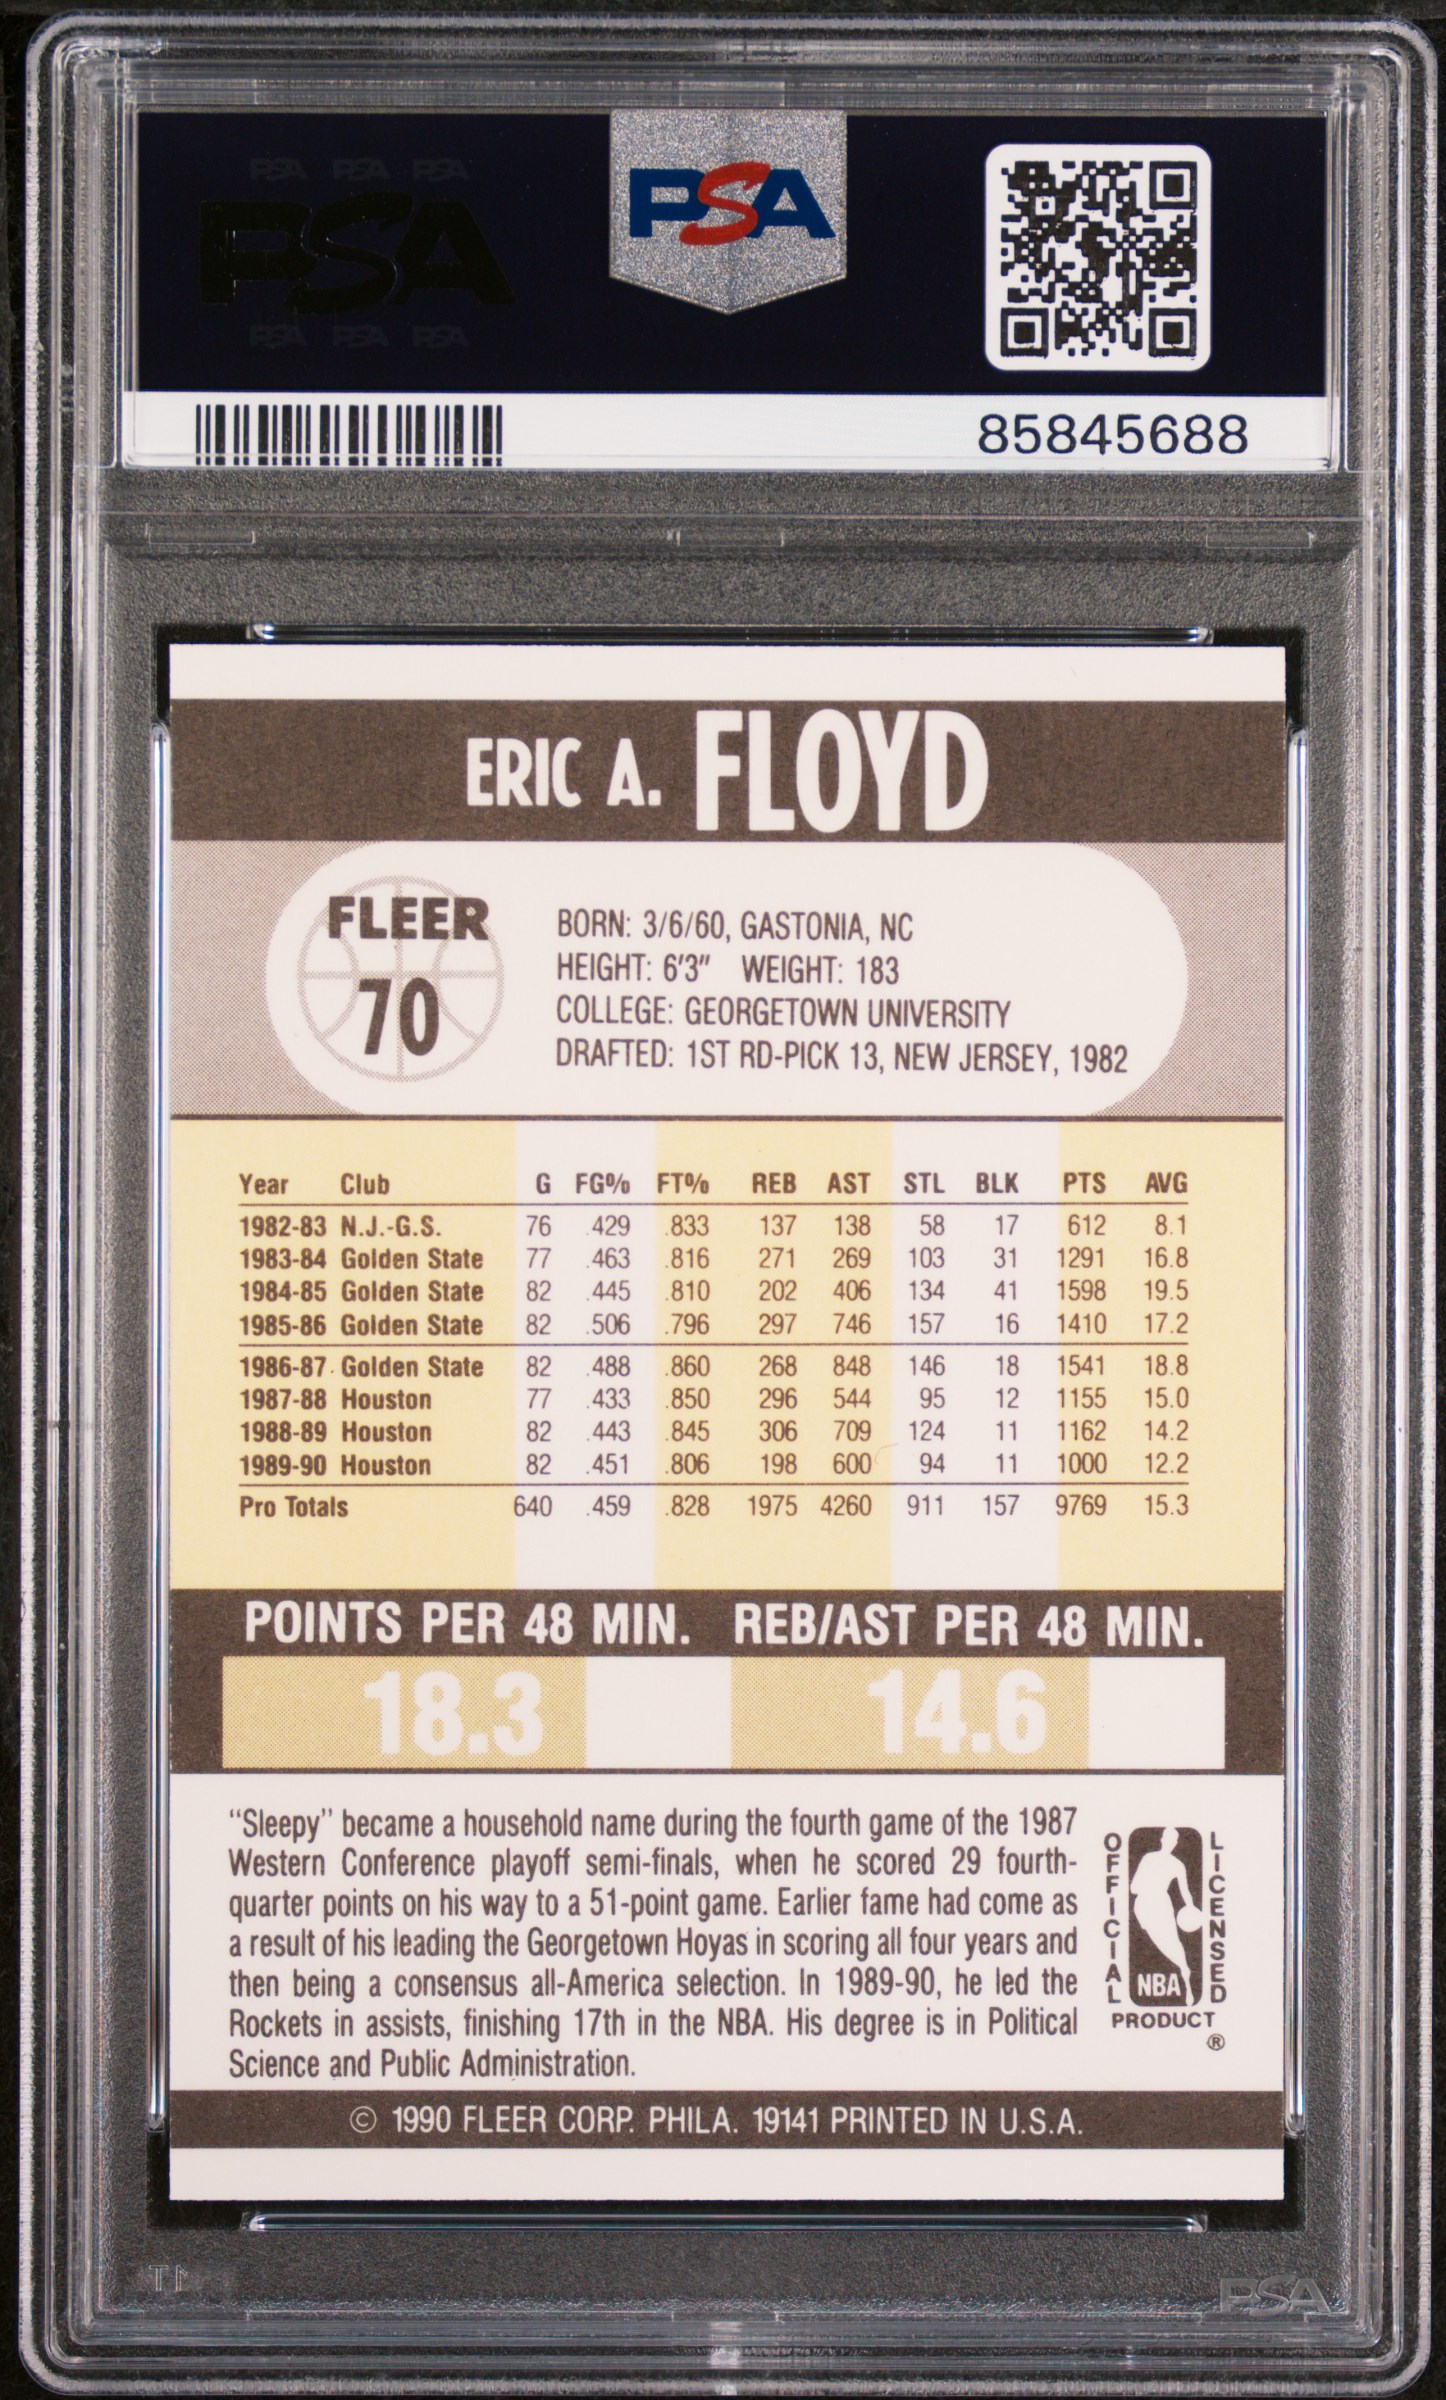 PSA PSA PSA
PSA
PSA PSA PSA
PSA
85845688
ERIC A. FLOYD
FLEER
70
BORN: 3/6/60, GASTONIA, NC
HEIGHT: 6'3" WEIGHT: 183
COLLEGE: GEORGETOWN UNIVERSITY
DRAFTED: 1ST RD-PICK 13, NEW JERSEY, 1982
Year Club G FG% FT% REB AST STL BLK PTS AVG
1982-83 N.J.-G.S. 76 .429 .833 137 138 58 17 612 8.1
1983-84 Golden State 77 .463 .816 271 269 103 31 1291 16.8
1984-85 Golden State 82 .445 .810 202 406 134 41 1598 19.5
1985-86 Golden State 82 .506 .796 297 746 157 16 1410 17.2
1986-87 Golden State 82 .488 .860 268 848 146 18 1541 18.8
1987-88 Houston 77 .433 .850 296 544 95 12 1155 15.0
1988-89 Houston 82 .443 .845 306 709 124 11 1162 14.2
1989-90 Houston 82 .451 .806 198 600 94 11 1000 12.2
Pro Totals 640 .459 .828 1975 4260 911 157 9769 15.3
POINTS PER 48 MIN. REB/AST PER 48 MIN.
18.3 14.6
"Sleepy" became a household name during the fourth game of the 1987
Western Conference playoff semi-finals, when he scored 29 fourth-
quarter points on his way to a 51-point game. Earlier fame had come as
a result of his leading the Georgetown Hoyas in scoring all four years and
then being a consensus all-America selection. In 1989-90, he led the
Rockets in assists, finishing 17th in the NBA. His degree is in Political
Science and Public Administration.
OFFICIAL
LICENSED
NBA
PRODUCT
®
© 1990 FLEER CORP. PHILA. 19141 PRINTED IN U.S.A.
PSA